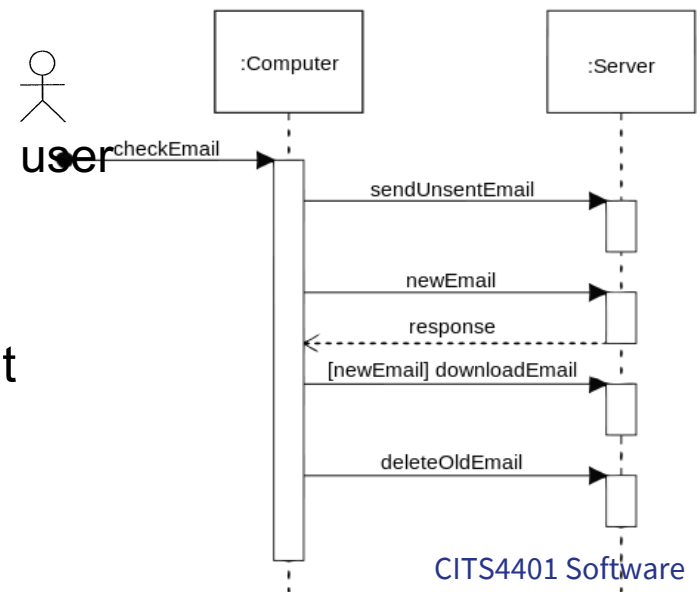 :Computer
:Server
user
checkEmail
sendUnsentEmail
newEmail
response
t
[newEmail] downloadEmail
deleteOldEmail
CITS4401 Software